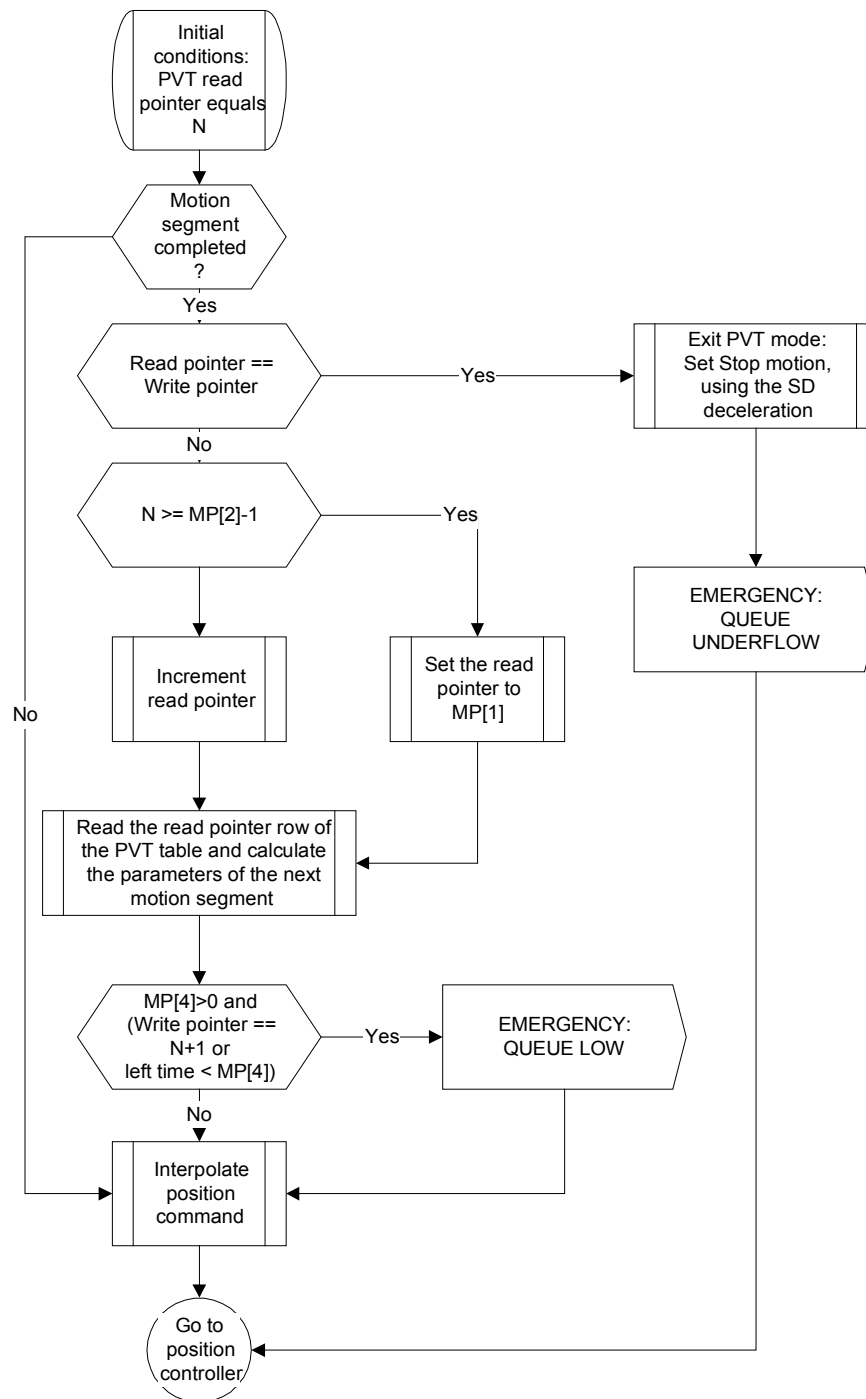 Initial
conditions:
PVT read
pointer equals
N
Motion
segment
completed
?
Yes
Read pointer ==
Write pointer
Yes
Exit PVT mode:
Set Stop motion,
using the SD
deceleration
No
N >= MP[2]-1
Yes
EMERGENCY:
QUEUE
UNDERFLOW
Increment
read pointer
Set the read
pointer to
MP[1]
No
Read the read pointer row of
the PVT table and calculate
the parameters of the next
motion segment
MP[4]>0 and
(Write pointer ==
N+1 or
left time < MP[4])
Yes
EMERGENCY:
QUEUE LOW
No
Interpolate
position
command
Go to
position
controller